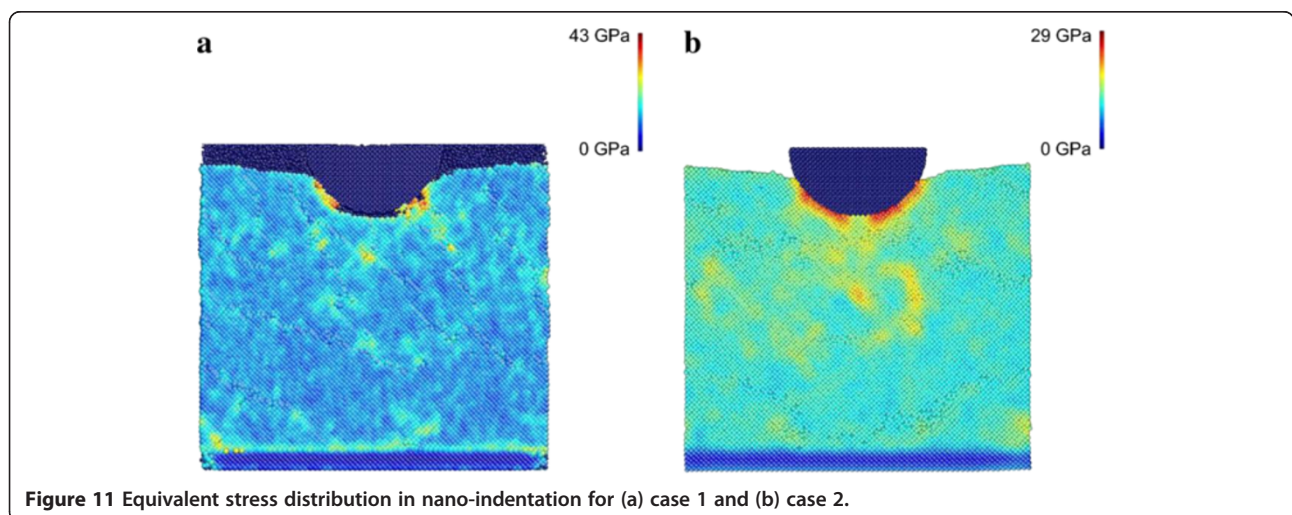 a
43 GPa
0 GPa
b
29 GPa
0 GPa
Figure 11 Equivalent stress distribution in nano-indentation for (a) case 1 and (b) case 2.